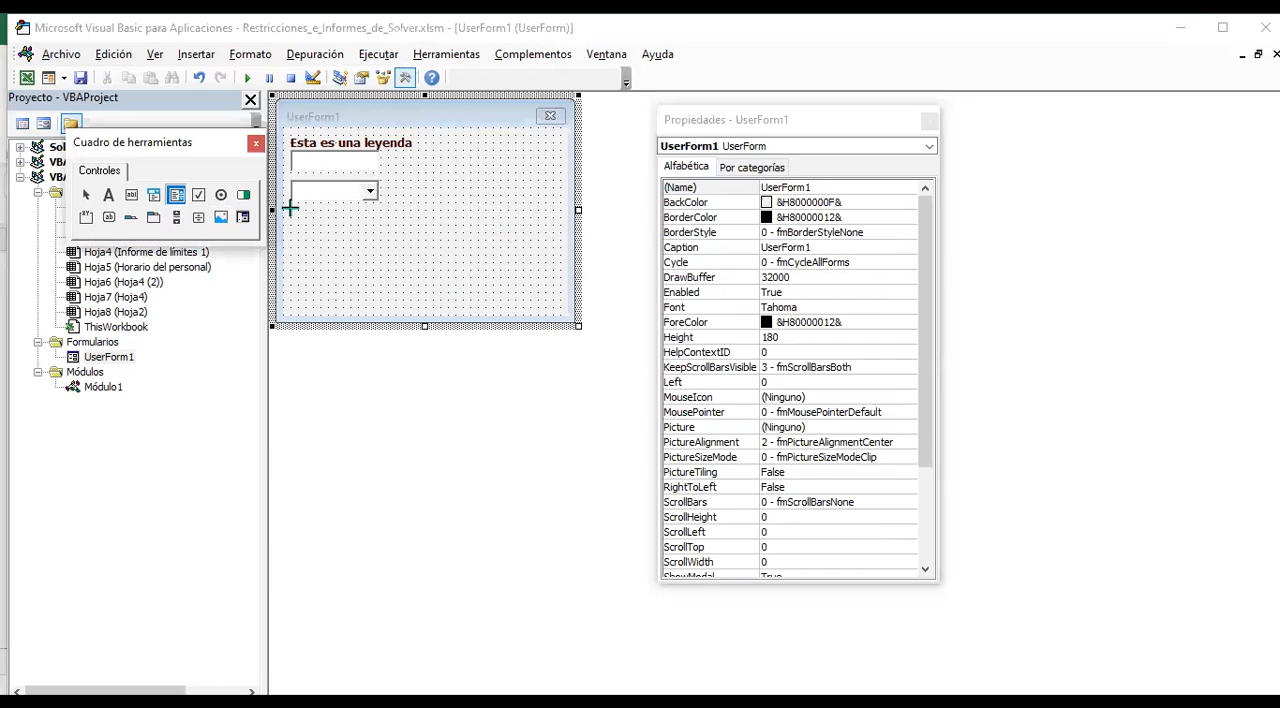 Microsoft Visual Basic para Aplicaciones - Restricciones_e_Informes_de_Solver.xlsm - [UserForm1 (UserForm)]
Archivo Edición Ver Insertar Formato Depuración Ejecutar Herramientas Complementos Ventana Ayuda
Proyecto - VBAProject
Cuadro de herramientas
Controles
Sol
VB
VB
Hoja4 (Informe de límites 1)
Hoja5 (Horario del personal)
Hoja6 (Hoja4 (2))
Hoja7 (Hoja4)
Hoja8 (Hoja2)
ThisWorkbook
Formularios
UserForm1
Módulos
Módulo1
UserForm1
Esta es una leyenda
Propiedades - UserForm1
UserForm1 UserForm
Alfabética Por categorías
(Name) UserForm1
BackColor &H8000000F&
BorderColor &H80000012&
BorderStyle 0 - fmBorderStyleNone
Caption UserForm1
Cycle 0 - fmCycleAllForms
DrawBuffer 32000
Enabled True
Font Tahoma
ForeColor &H80000012&
Height 180
HelpContextID 0
KeepScrollBarsVisible 3 - fmScrollBarsBoth
Left 0
MouseIcon (Ninguno)
MousePointer 0 - fmMousePointerDefault
Picture (Ninguno)
PictureAlignment 2 - fmPictureAlignmentCenter
PictureSizeMode 0 - fmPictureSizeModeClip
PictureTiling False
RightToLeft False
ScrollBars 0 - fmScrollBarsNone
ScrollHeight 0
ScrollLeft 0
ScrollTop 0
ScrollWidth 0
ShowModal True